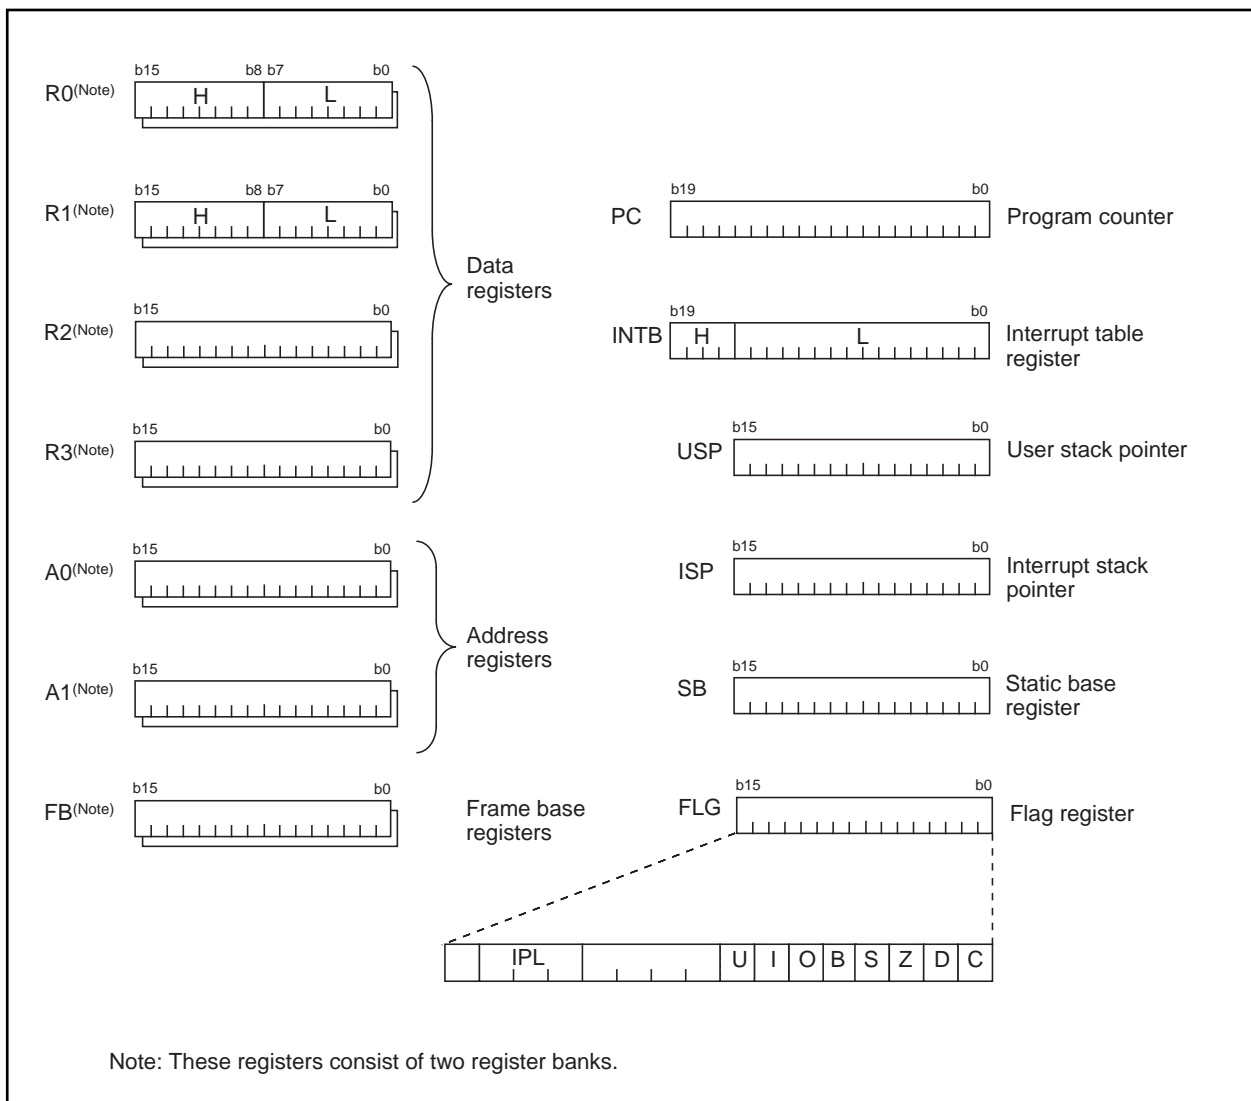 b15 b8 b7 b0
R0(Note) H L
b15 b8 b7 b0
R1(Note) H L
Data
registers
b15 b0
R2(Note)
b15 b0
R3(Note)
b15 b0
A0(Note)
Address
registers
b15 b0
A1(Note)
b15 b0
FB(Note)
Frame base
registers
b19 b0
PC Program counter
b19 b0
INTB H L Interrupt table
register
b15 b0
USP User stack pointer
b15 b0
ISP Interrupt stack
pointer
b15 b0
SB Static base
register
b15 b0
FLG Flag register
IPL U I O B S Z D C
Note: These registers consist of two register banks.